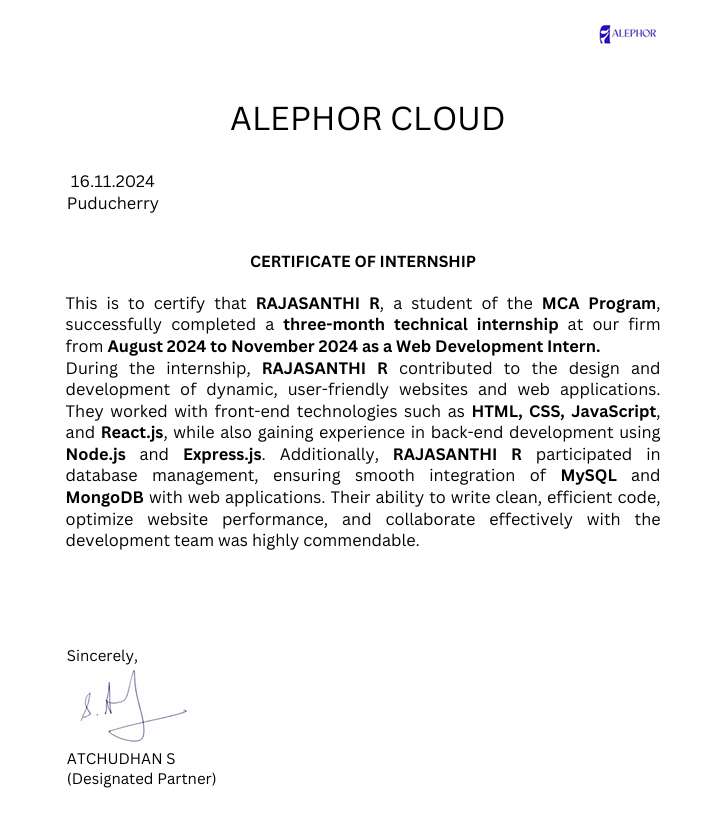 ALEPHOR
ALEPHOR CLOUD
16.11.2024
Puducherry
CERTIFICATE OF INTERNSHIP
This is to certify that RAJASANTHI R, a student of the MCA Program,
successfully completed a three-month technical internship at our firm
from August 2024 to November 2024 as a Web Development Intern.
During the internship, RAJASANTHI R contributed to the design and
development of dynamic, user-friendly websites and web applications.
They worked with front-end technologies such as HTML, CSS, JavaScript,
and React.js, while also gaining experience in back-end development using
Node.js and Express.js. Additionally, RAJASANTHI R participated in
database management, ensuring smooth integration of MySQL and
MongoDB with web applications. Their ability to write clean, efficient code,
optimize website performance, and collaborate effectively with the
development team was highly commendable.
Sincerely,
ATCHUDHAN S
(Designated Partner)